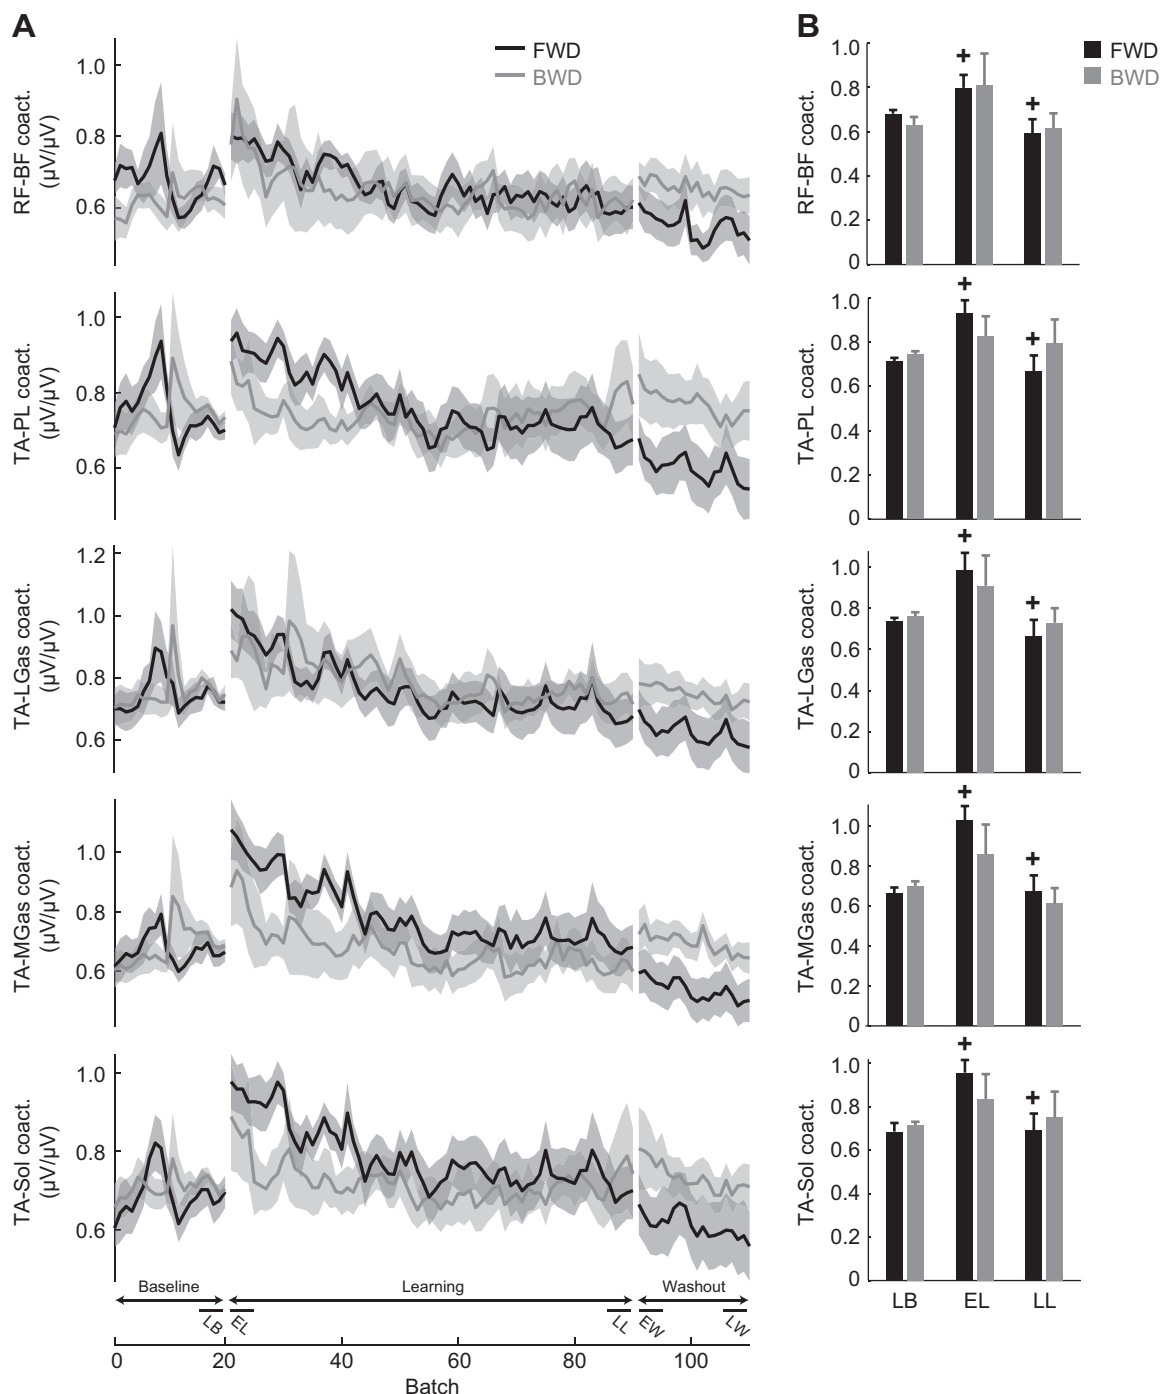 A
B
FWD
BWD
FWD
BWD
RF-BF coact.
(μV/μV)
1.0
0.8
0.6
RF-BF coact.
1.0
0.8
0.6
0.4
0.2
0
+
+
TA-PL coact.
(μV/μV)
1.0
0.8
0.6
TA-PL coact.
1.0
0.8
0.6
0.4
0.2
0
+
+
TA-LGas coact.
(μV/μV)
1.2
1.0
0.8
0.6
TA-LGas coact.
1.0
0.8
0.6
0.4
0.2
0
+
+
TA-MGas coact.
(μV/μV)
1.0
0.8
0.6
TA-MGas coact.
1.0
0.8
0.6
0.4
0.2
0
+
+
TA-Sol coact.
(μV/μV)
1.0
0.8
0.6
TA-Sol coact.
1.0
0.8
0.6
0.4
0.2
0
+
+
Baseline
Learning
Washout
LB
EL
LL
EW
LW
0
20
40
60
80
100
Batch
LB
EL
LL